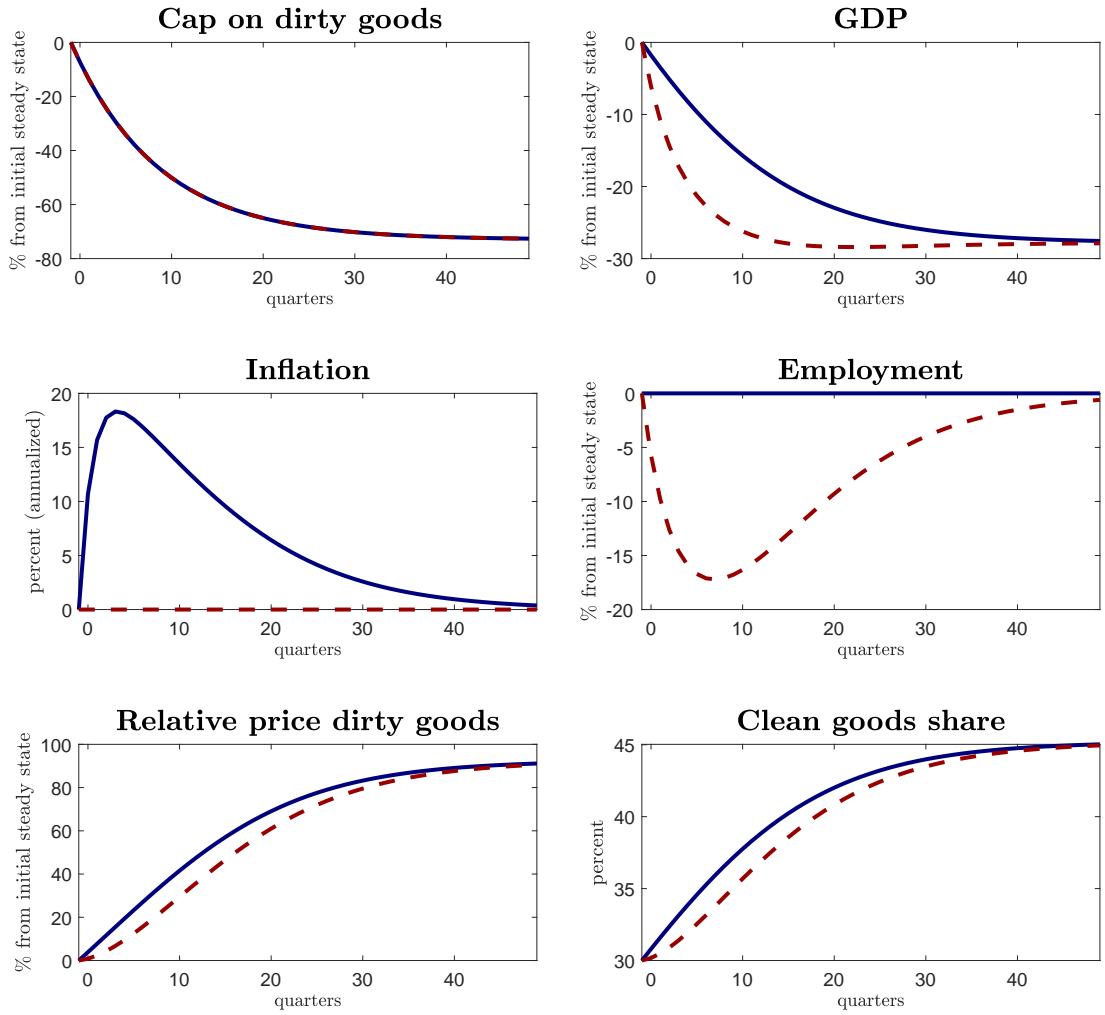 Cap on dirty goods
% from initial steady state
0
-20
-40
-60
-80
0 10 20 30 40
quarters
GDP
% from initial steady state
0
-10
-20
-30
0 10 20 30 40
quarters
Inflation
percent (annualized)
20
15
10
5
0
0 10 20 30 40
quarters
Employment
% from initial steady state
0
-5
-10
-15
-20
0 10 20 30 40
quarters
Relative price dirty goods
% from initial steady state
100
80
60
40
20
0
0 10 20 30 40
quarters
Clean goods share
percent
45
40
35
30
0 10 20 30 40
quarters